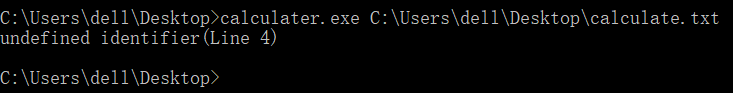 C:\Users\dell\Desktop>calculater.exe C:\Users\dell\Desktop\calculate.txt
undefined identifier(Line 4)
C:\Users\dell\Desktop>